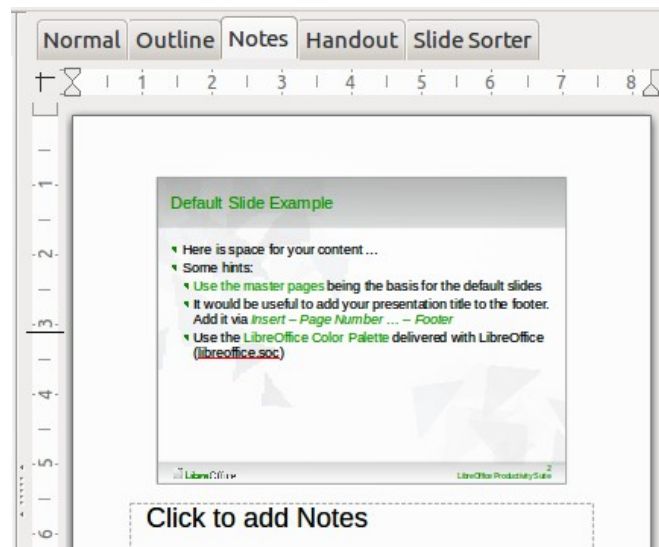 Normal Outline Notes Handout Slide Sorter
1 2 3 4 5 6 7 8
1
2
3
4
5
6
Default Slide Example
Here is space for your content …
Some hints:
Use the master pages being the basis for the default slides
It would be useful to add your presentation title to the footer.
Add it via Insert – Page Number … – Footer
Use the LibreOffice Color Palette delivered with LibreOffice
(libreoffice.soc)
2
LibreOffice LibreOffice Productivity Suite
Click to add Notes